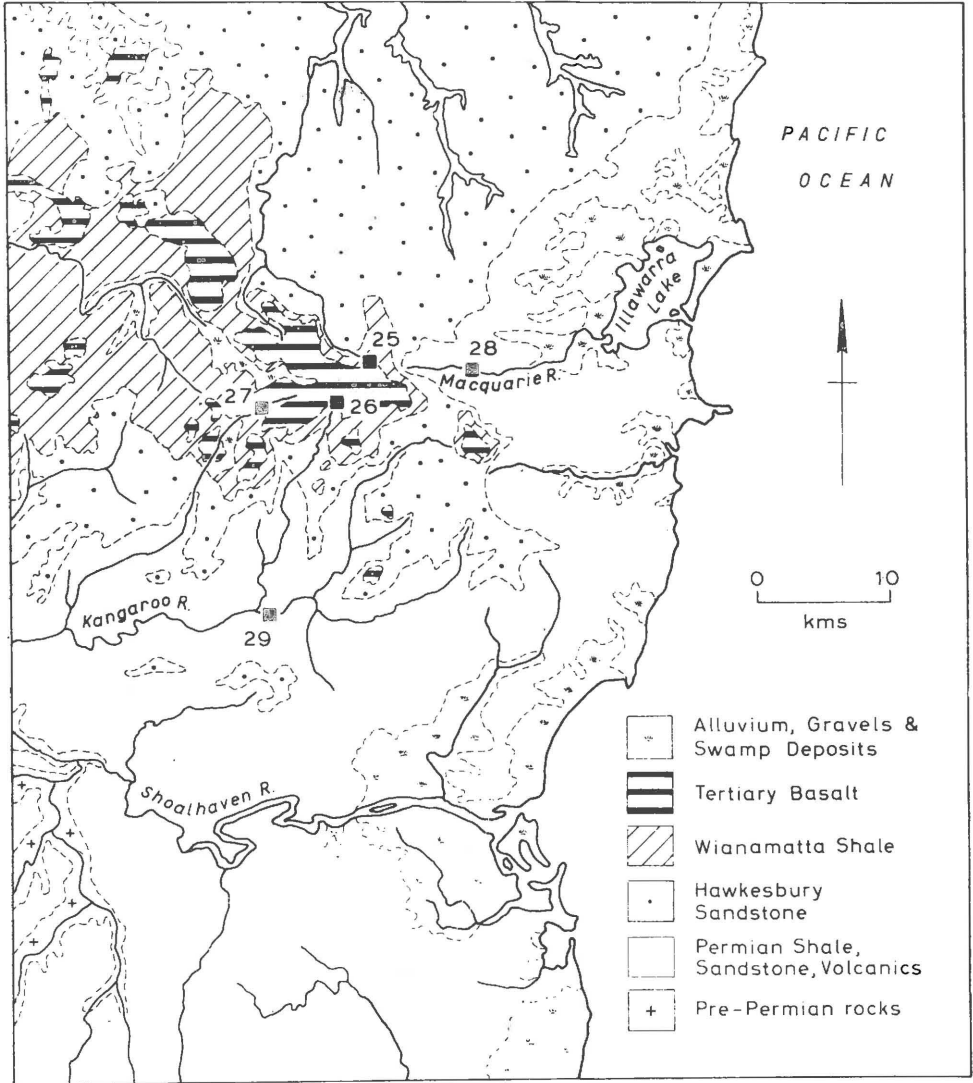 PACIFIC
OCEAN
Illawarra
Lake
25
28
Macquarie R.
27
26
0 10
kms
Kangaroo R.
29
Alluvium, Gravels &
Swamp Deposits
Tertiary Basalt
Shoalhaven R.
Wianamatta Shale
Hawkesbury
Sandstone
Permian Shale,
Sandstone, Volcanics
Pre-Permian rocks